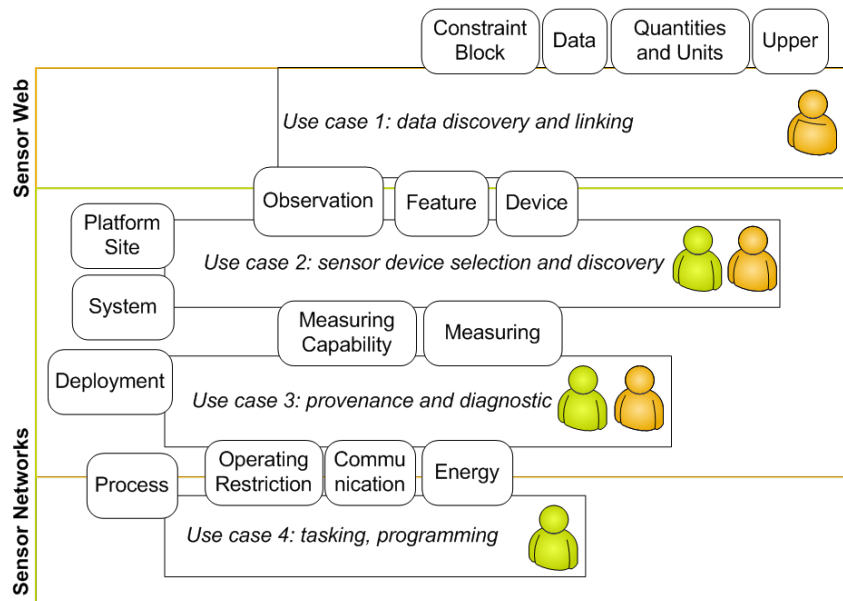 Constraint
Block
Data
Quantities
and Units
Upper
Sensor Web
Use case 1: data discovery and linking
Observation
Feature
Device
Platform
Site
Use case 2: sensor device selection and discovery
System
Measuring
Capability
Measuring
Deployment
Use case 3: provenance and diagnostic
Sensor Networks
Process
Operating
Restriction
Commu
nication
Energy
Use case 4: tasking, programming